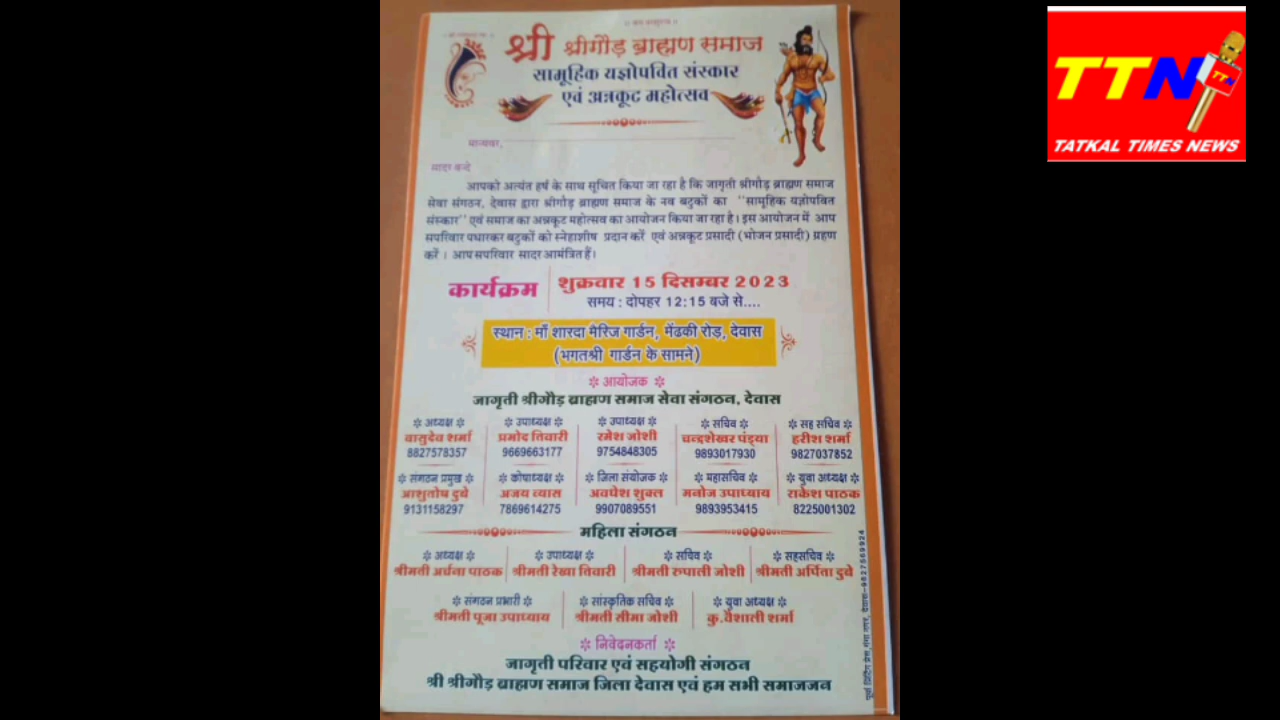 TTN
TTN
TATKAL TIMES NEWS
श्री श्रीगौड़ ब्राह्मण समाज
सामूहिक यज्ञोपवित संस्कार
एवं अन्नकूट महोत्सव
मान्यवर,
सादर वन्दे
आपको अत्यंत हर्ष के साथ सूचित किया जा रहा है कि जागृती श्रीगौड़ ब्राह्मण समाज
सेवा संगठन, देवास द्वारा श्रीगौड़ ब्राह्मण समाज के नव बटुकों का "सामूहिक यज्ञोपवित
संस्कार" एवं समाज का अन्नकूट महोत्सव का आयोजन किया जा रहा है। इस आयोजन में आप
सपरिवार पधारकर बटुकों को स्नेहाशीष प्रदान करें एवं अन्नकूट प्रसादी (भोजन प्रसादी) ग्रहण
करें। आप सपरिवार सादर आमंत्रित हैं।
कार्यक्रम
शुक्रवार 15 दिसम्बर 2023
समय : दोपहर 12:15 बजे से....
स्थान : माँ शारदा मैरिज गार्डन, मेंढकी रोड़, देवास
(भगतश्री गार्डन के सामने)
आयोजक
जागृती श्रीगौड़ ब्राह्मण समाज सेवा संगठन, देवास
अध्यक्ष उपाध्यक्ष उपाध्यक्ष सचिव सह सचिव
वासुदेव शर्मा प्रमोद तिवारी रमेश जोशी चन्द्रशेखर पंड्या हरीश शर्मा
8827578357 9669663177 9754848305 9893017930 9827037852
संगठन प्रमुख कोषाध्यक्ष जिला संयोजक महासचिव युवा अध्यक्ष
आशुतोष दुबे अजय व्यास अवधेश शुक्ल मनोज उपाध्याय राकेश पाठक
9131158297 7869614275 9907089551 9893953415 8225001302
महिला संगठन
अध्यक्ष उपाध्यक्ष सचिव सहसचिव
श्रीमती अर्चना पाठक श्रीमती रेखा तिवारी श्रीमती रुपाली जोशी श्रीमती अर्पिता दुबे
संगठन प्रभारी सांस्कृतिक सचिव युवा अध्यक्ष
श्रीमती पूजा उपाध्याय श्रीमती सीमा जोशी कु.वैशाली शर्मा
निवेदनकर्ता
जागृती परिवार एवं सहयोगी संगठन
श्री श्रीगौड़ ब्राह्मण समाज जिला देवास एवं हम सभी समाजजन
प्रिंटिंग प्रेस, गंगा नगर, देवास-9827569924